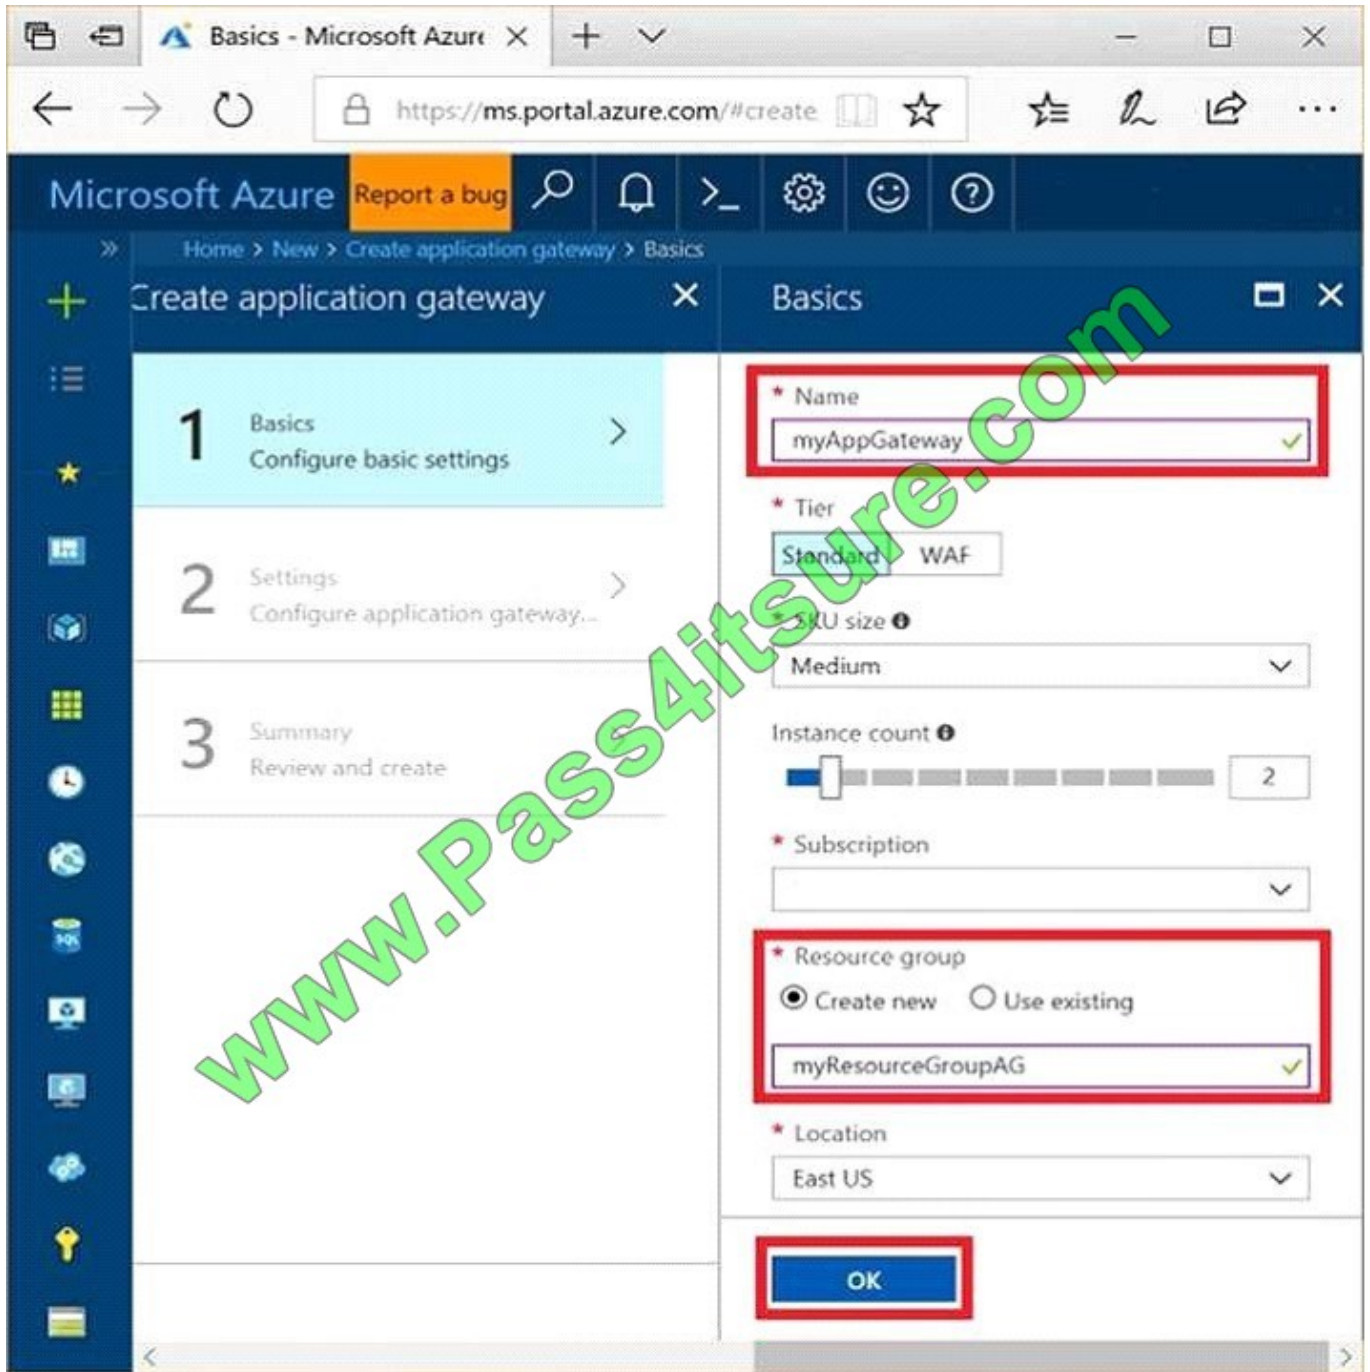 Basics - Microsoft Azure
https://ms.portal.azure.com/#create
Microsoft Azure
Report a bug
Home > New > Create application gateway > Basics
Create application gateway
1
Basics
Configure basic settings
2
Settings
Configure application gateway...
3
Summary
Review and create
Basics
* Name
myAppGateway
* Tier
Standard
WAF
* SKU size
Medium
Instance count
2
* Subscription
* Resource group
Create new
Use existing
myResourceGroupAG
* Location
East US
OK
www.Pass4itsure.com
SQL